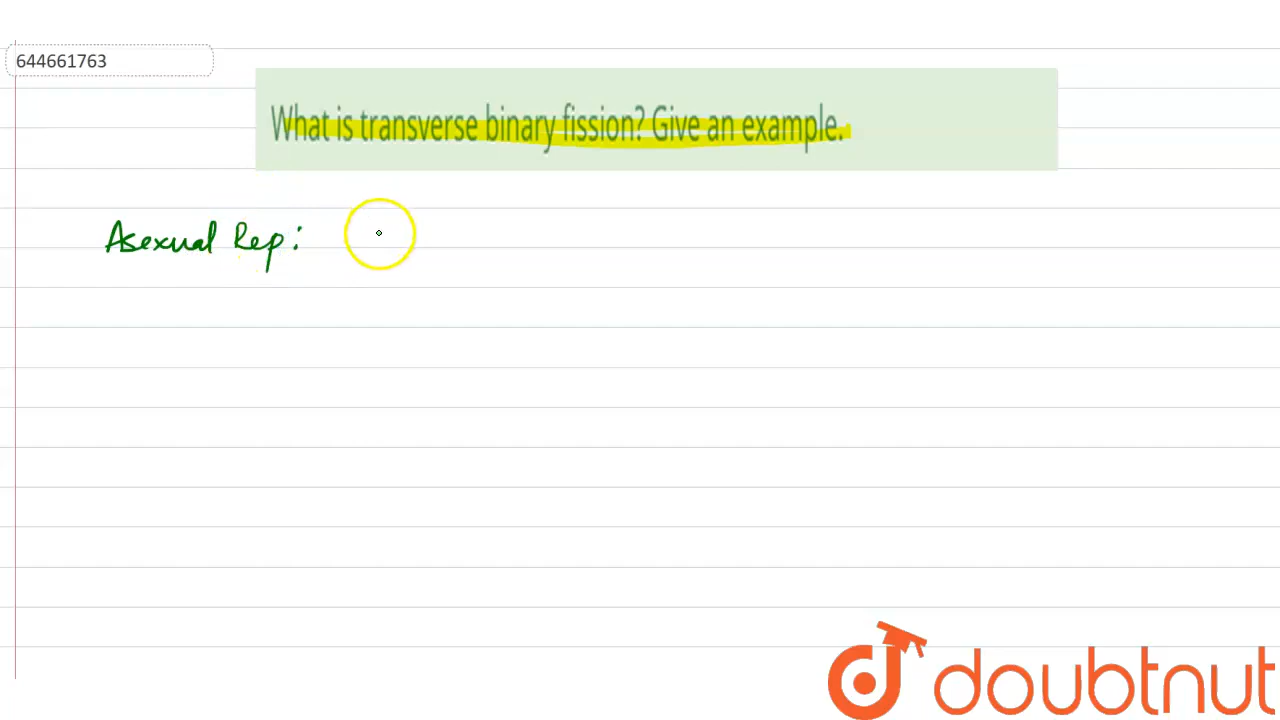 644661763
What is transverse binary fission? Give an example.
Asexual Rep:
doubtnut